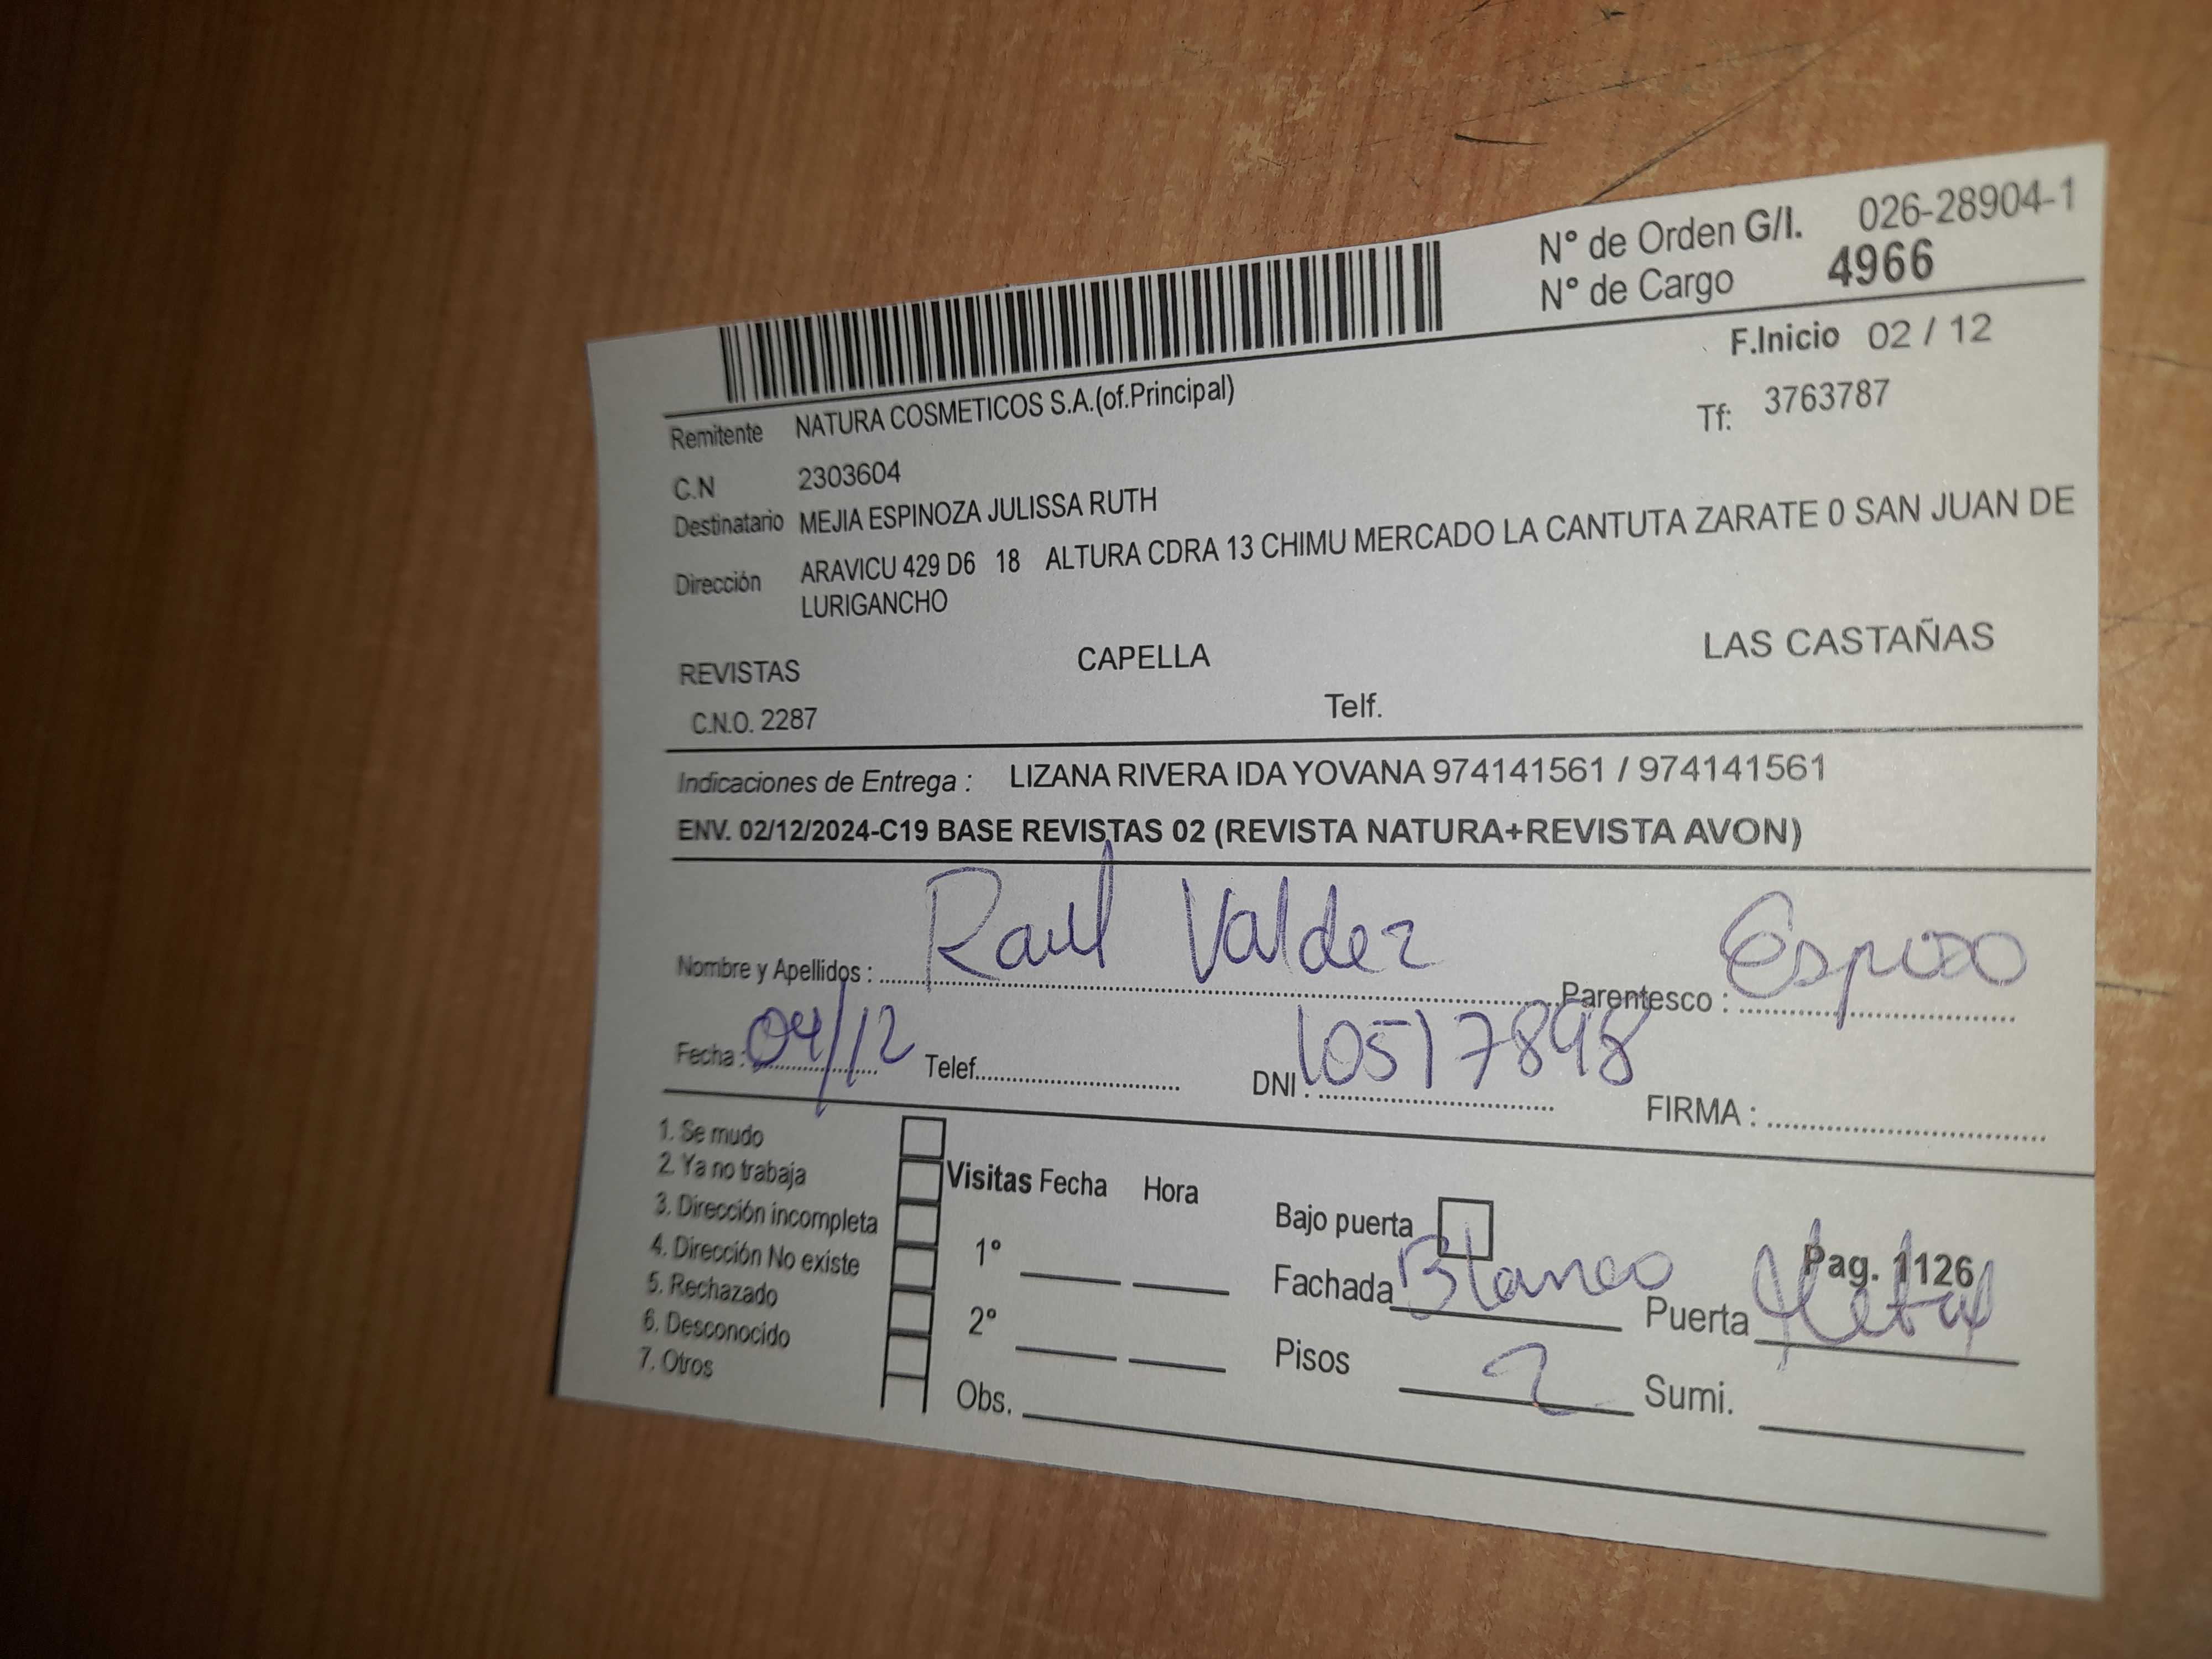 N° de Orden G/I. 026-28904-1
N° de Cargo 4966
F.Inicio 02 / 12
Remitente NATURA COSMETICOS S.A.(of.Principal) Tf: 3763787
C.N 2303604
Destinatario MEJIA ESPINOZA JULISSA RUTH
Dirección ARAVICU 429 D6 18 ALTURA CDRA 13 CHIMU MERCADO LA CANTUTA ZARATE 0 SAN JUAN DE
LURIGANCHO
REVISTAS CAPELLA LAS CASTAÑAS
C.N.O. 2287 Telf.
Indicaciones de Entrega : LIZANA RIVERA IDA YOVANA 974141561 / 974141561
ENV. 02/12/2024-C19 BASE REVISTAS 02 (REVISTA NATURA+REVISTA AVON)
Nombre y Apellidos : Raul Valdez Parentesco : Esposo
Fecha : 04/12 Telef. DNI : 10517898 FIRMA :
1. Se mudo
2. Ya no trabaja
3. Dirección incompleta
4. Dirección No existe
5. Rechazado
6. Desconocido
7. Otros
Visitas Fecha Hora
1°
2°
Obs.
Bajo puerta
Pag. 1126
Fachada Blanco Puerta Metal
Pisos 2 Sumi.